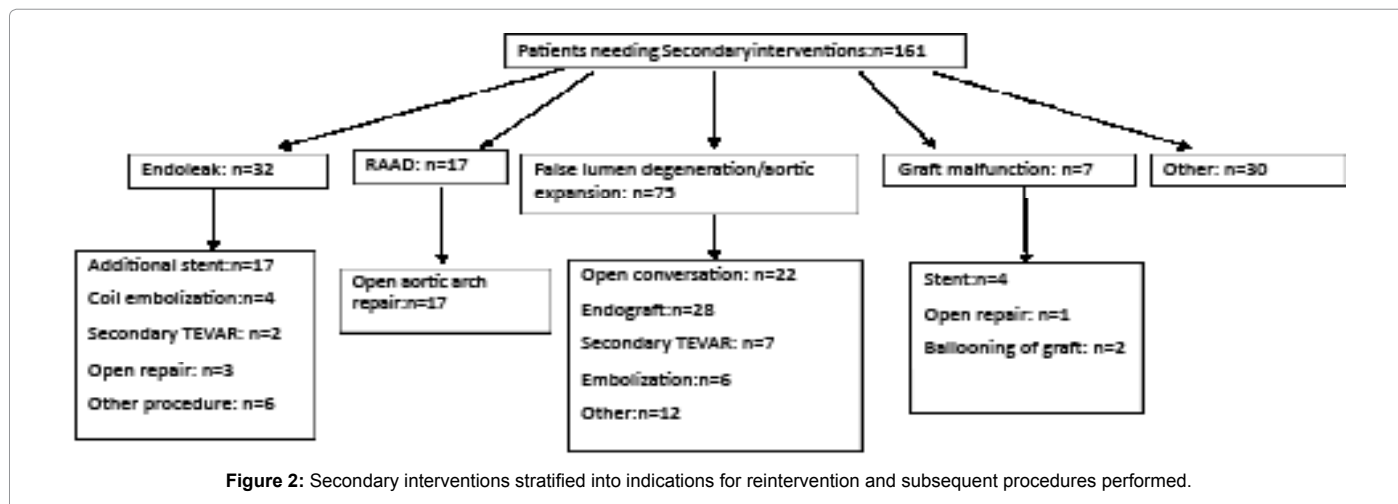 Patients needing Secondary interventions:n=161
Endoleak: n=32
RAAD: n=17
False lumen degeneration/aortic
expansion: n=75
Graft malfunction: n=7
Other: n=30
Additional stent:n=17
Coil embolization:n=4
Secondary TEVAR: n=2
Open repair: n=3
Other procedure: n=6
Open aortic arch
repair:n=17
Open conversation: n=22
Endograft:n=28
Secondary TEVAR: n=7
Embolization:n=6
Other:n=12
Stent:n=4
Open repair: n=1
Ballooning of graft: n=2
Figure 2: Secondary interventions stratified into indications for reintervention and subsequent procedures performed.